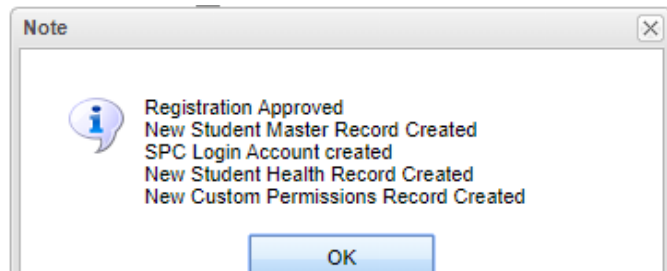 Note
Registration Approved
New Student Master Record Created
SPC Login Account created
New Student Health Record Created
New Custom Permissions Record Created
OK